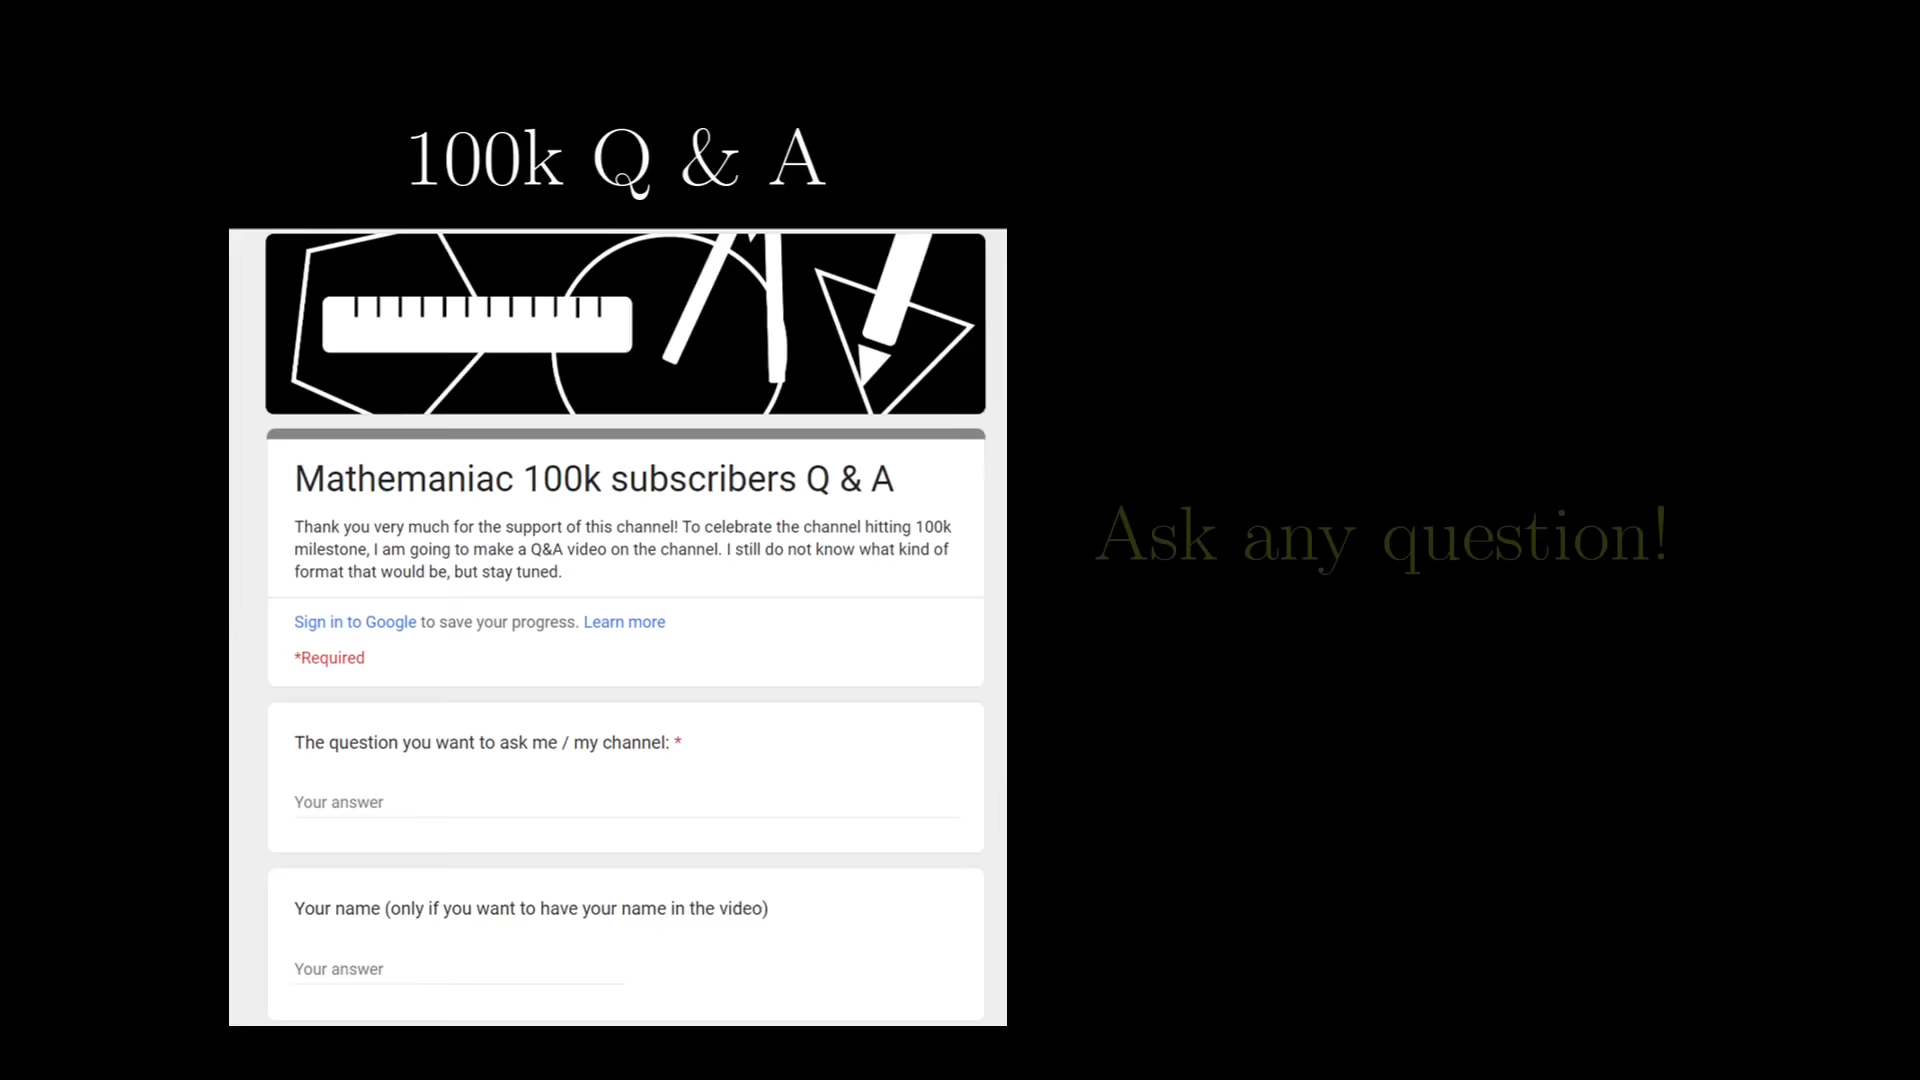 100k Q & A
Mathemaniac 100k subscribers Q & A
Thank you very much for the support of this channel! To celebrate the channel hitting 100k
milestone, I am going to make a Q&A video on the channel. I still do not know what kind of
format that would be, but stay tuned.
Sign in to Google to save your progress. Learn more
*Required
The question you want to ask me / my channel: *
Your answer
Your name (only if you want to have your name in the video)
Your answer
Ask any question!